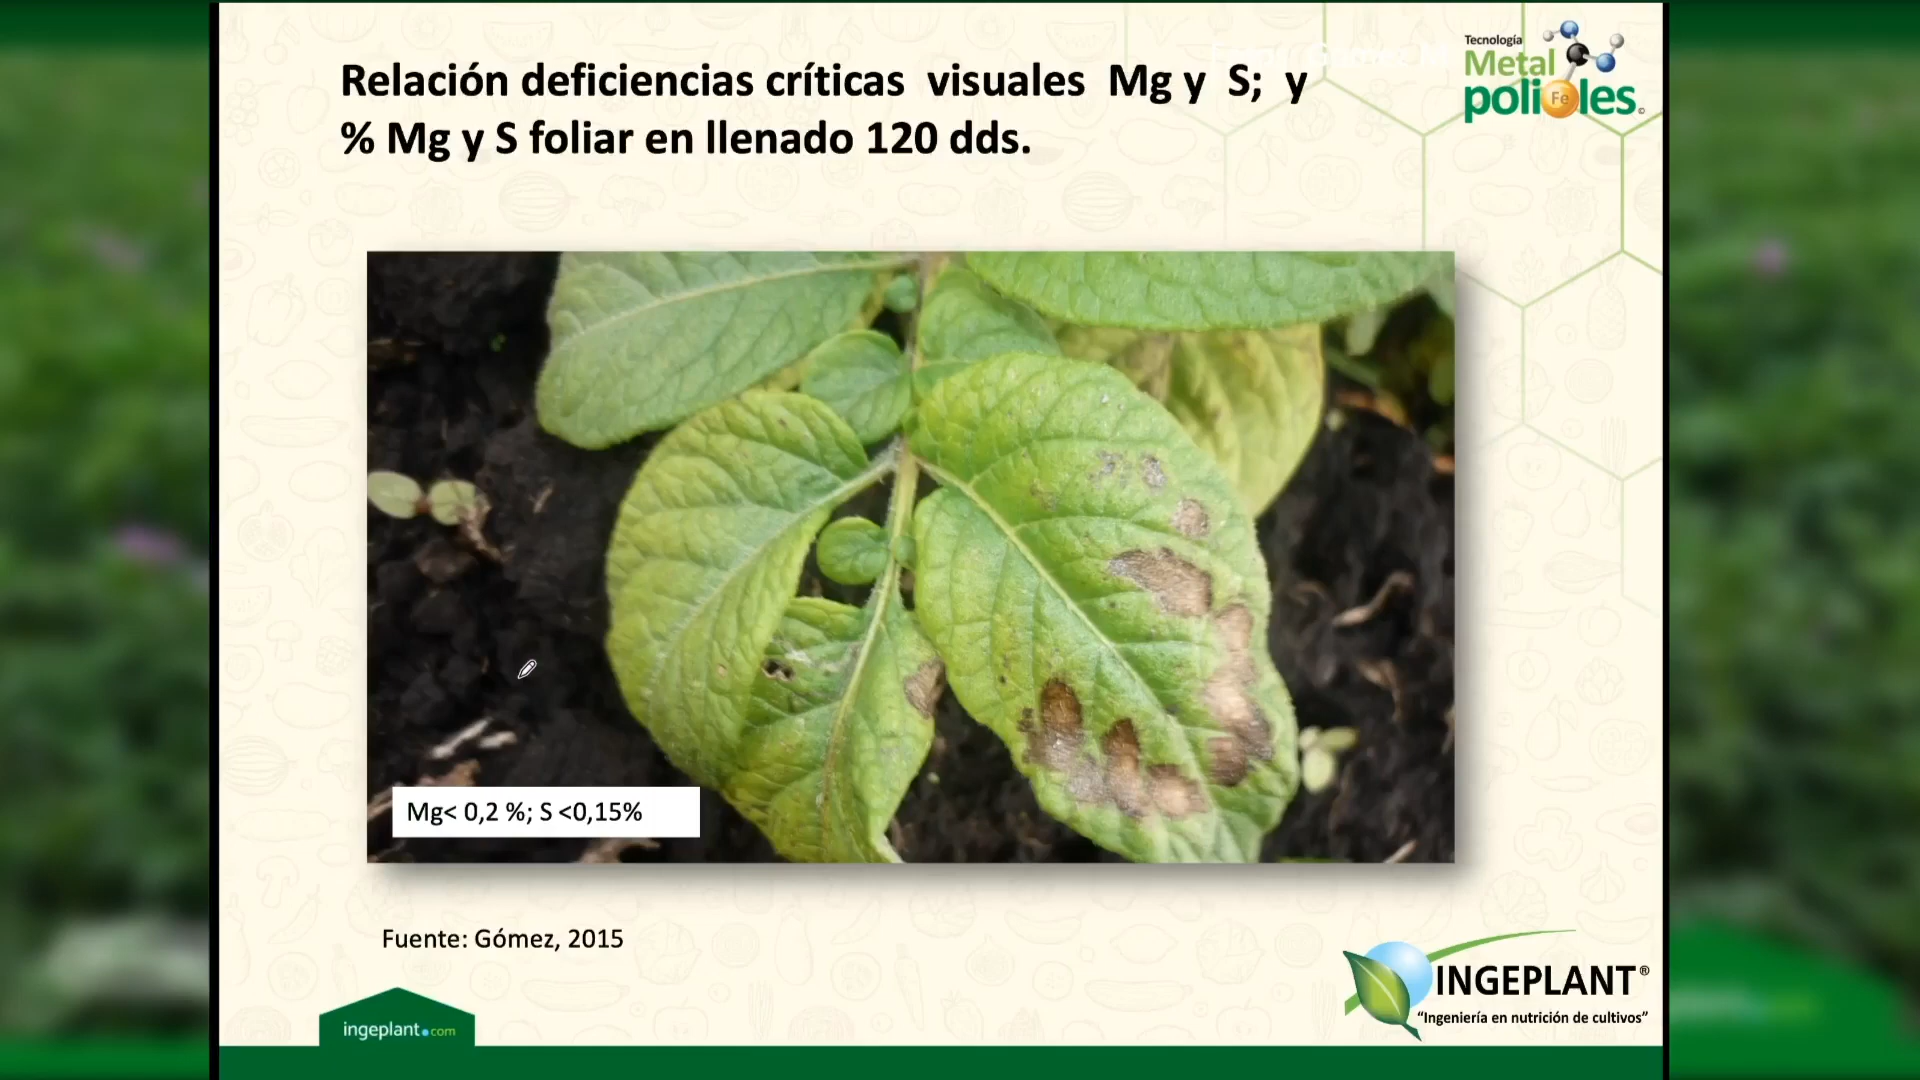 Relación deficiencias críticas visuales Mg y S; y
% Mg y S foliar en llenado 120 dds.
Tecnología
Metal
polioles
Fe
Mg< 0,2 %; S <0,15%
Fuente: Gómez, 2015
INGEPLANT®
“Ingeniería en nutrición de cultivos”
ingeplant.com